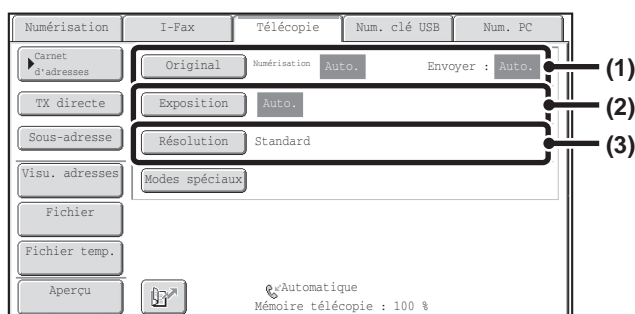 Numérisation I-Fax Télécopie Num. clé USB Num. PC
Carnet d'adresses
Original Numérisation Auto. Envoyer : Auto. (1)
TX directe Exposition Auto. (2)
Sous-adresse Résolution Standard (3)
Visu. adresses Modes spéciaux
Fichier
Fichier temp.
Aperçu Automatique
Mémoire télécopie : 100 %